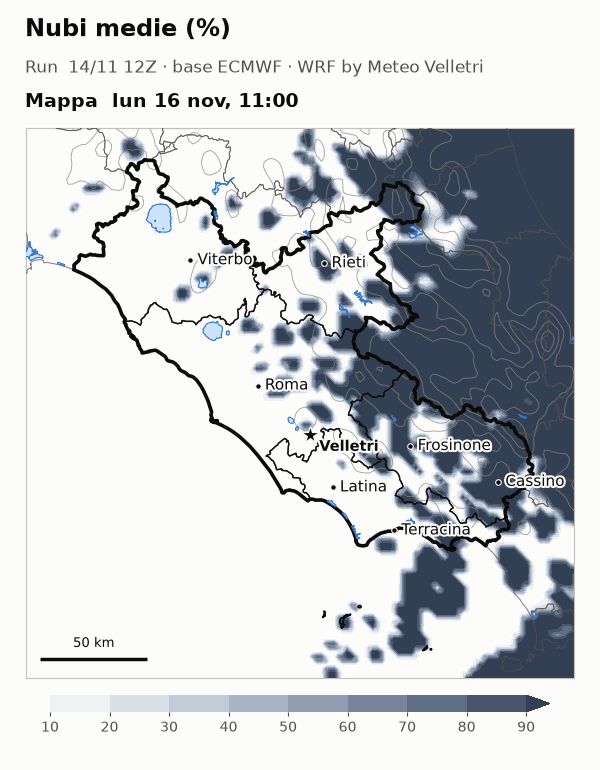 Nubi medie (%)
Run 14/11 12Z · base ECMWF · WRF by Meteo Velletri
Mappa lun 16 nov, 11:00
Viterbo
Rieti
Roma
Velletri
Frosinone
Latina
Cassino
Terracina
50 km
10 20 30 40 50 60 70 80 90